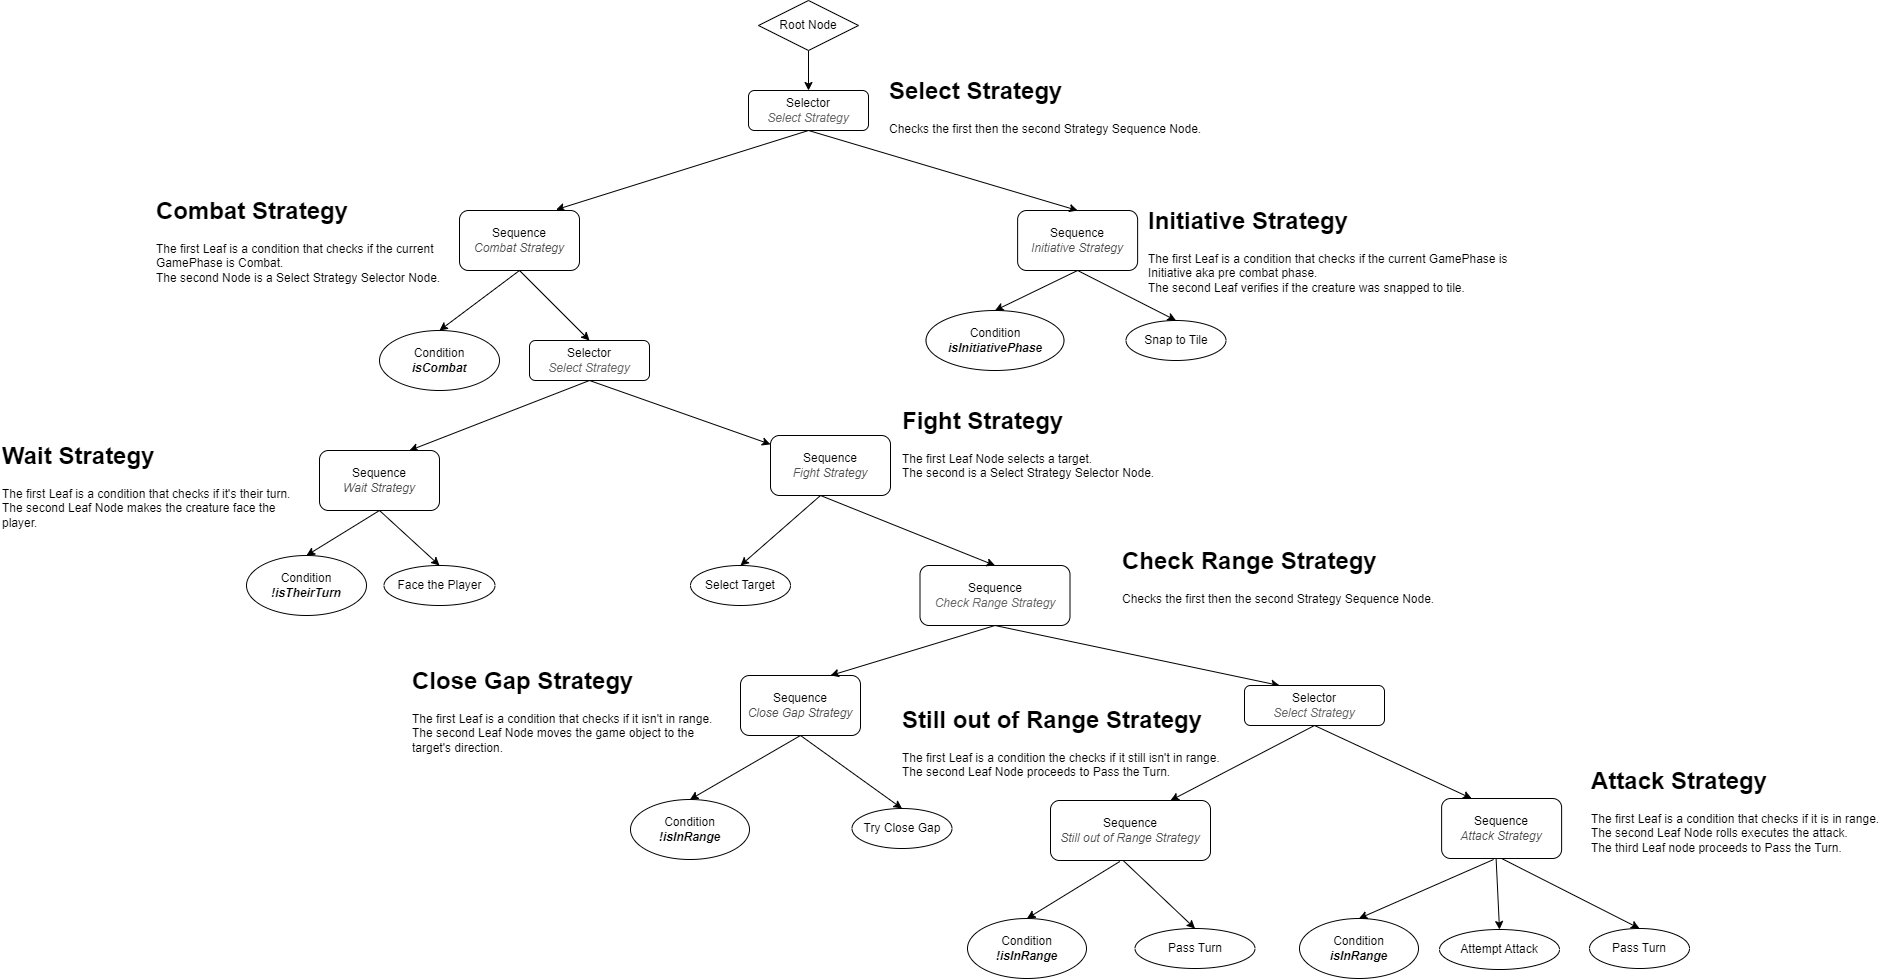 Root Node
Selector
Select Strategy
Select Strategy
Checks the first then the second Strategy Sequence Node.
Combat Strategy
The first Leaf is a condition that checks if the current
GamePhase is Combat.
The second Node is a Select Strategy Selector Node.
Sequence
Combat Strategy
Sequence
Initiative Strategy
Initiative Strategy
The first Leaf is a condition that checks if the current GamePhase is
Initiative aka pre combat phase.
The second Leaf verifies if the creature was snapped to tile.
Condition
isCombat
Selector
Select Strategy
Condition
isInitiativePhase
Snap to Tile
Wait Strategy
The first Leaf is a condition that checks if it's their turn.
The second Leaf Node makes the creature face the
player.
Sequence
Wait Strategy
Sequence
Fight Strategy
Fight Strategy
The first Leaf Node selects a target.
The second is a Select Strategy Selector Node.
Condition
!isTheirTurn
Face the Player
Select Target
Sequence
Check Range Strategy
Check Range Strategy
Checks the first then the second Strategy Sequence Node.
Close Gap Strategy
The first Leaf is a condition that checks if it isn't in range.
The second Leaf Node moves the game object to the
target's direction.
Sequence
Close Gap Strategy
Still out of Range Strategy
The first Leaf is a condition the checks if it still isn't in range.
The second Leaf Node proceeds to Pass the Turn.
Selector
Select Strategy
Condition
!isInRange
Try Close Gap
Sequence
Still out of Range Strategy
Sequence
Attack Strategy
Attack Strategy
The first Leaf is a condition that checks if it is in range.
The second Leaf Node rolls executes the attack.
The third Leaf node proceeds to Pass the Turn.
Condition
!isInRange
Pass Turn
Condition
isInRange
Attempt Attack
Pass Turn